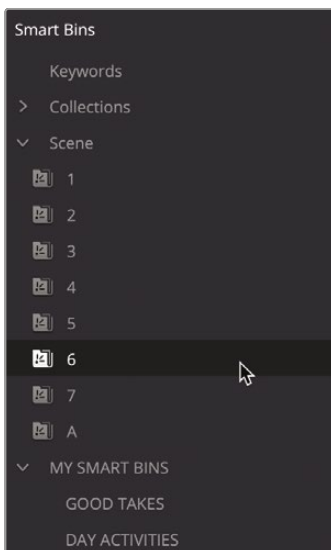 Smart Bins
Keywords
Collections
Scene
1
2
3
4
5
6
7
A
MY SMART BINS
GOOD TAKES
DAY ACTIVITIES